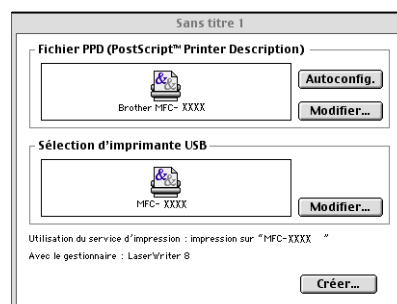 Sans titre 1
Fichier PPD (PostScript™ Printer Description)
Autoconfig.
Brother MFC- XXXX
Modifier...
Sélection d'imprimante USB
MFC- XXXX
Modifier...
Utilisation du service d'impression : impression sur “MFC-XXXX ”
Avec le gestionnaire : LaserWriter 8
Créer...